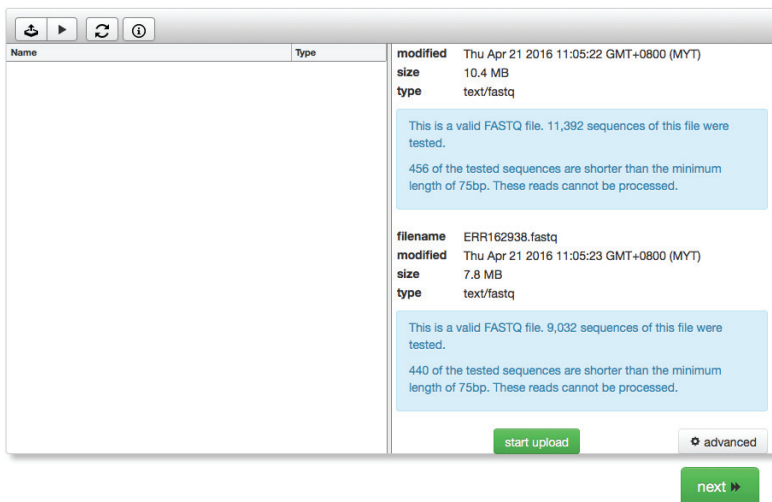 Name Type
modified Thu Apr 21 2016 11:05:22 GMT+0800 (MYT)
size 10.4 MB
type text/fastq
This is a valid FASTQ file. 11,392 sequences of this file were
tested.
456 of the tested sequences are shorter than the minimum
length of 75bp. These reads cannot be processed.
filename ERR162938.fastq
modified Thu Apr 21 2016 11:05:23 GMT+0800 (MYT)
size 7.8 MB
type text/fastq
This is a valid FASTQ file. 9,032 sequences of this file were
tested.
440 of the tested sequences are shorter than the minimum
length of 75bp. These reads cannot be processed.
start upload advanced
next